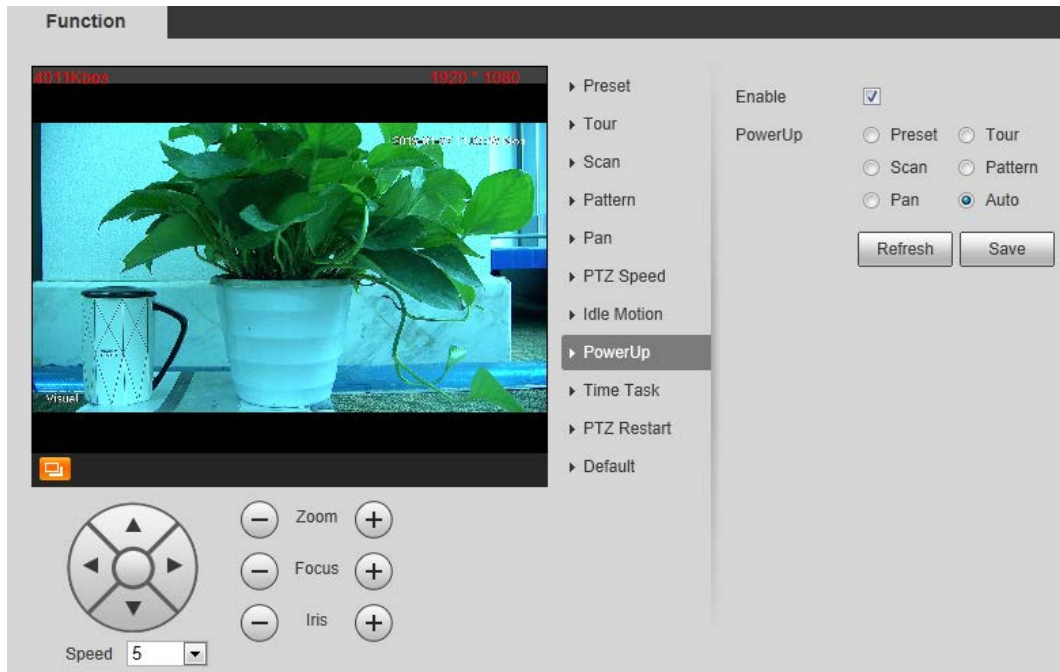 Function
4011Kbps 1920 * 1080
Visuel
Preset
Tour
Scan
Pattern
Pan
PTZ Speed
Idle Motion
PowerUp
Time Task
PTZ Restart
Default
Enable
PowerUp Preset Tour
Scan Pattern
Pan Auto
Refresh Save
Zoom
Focus
Iris
Speed 5